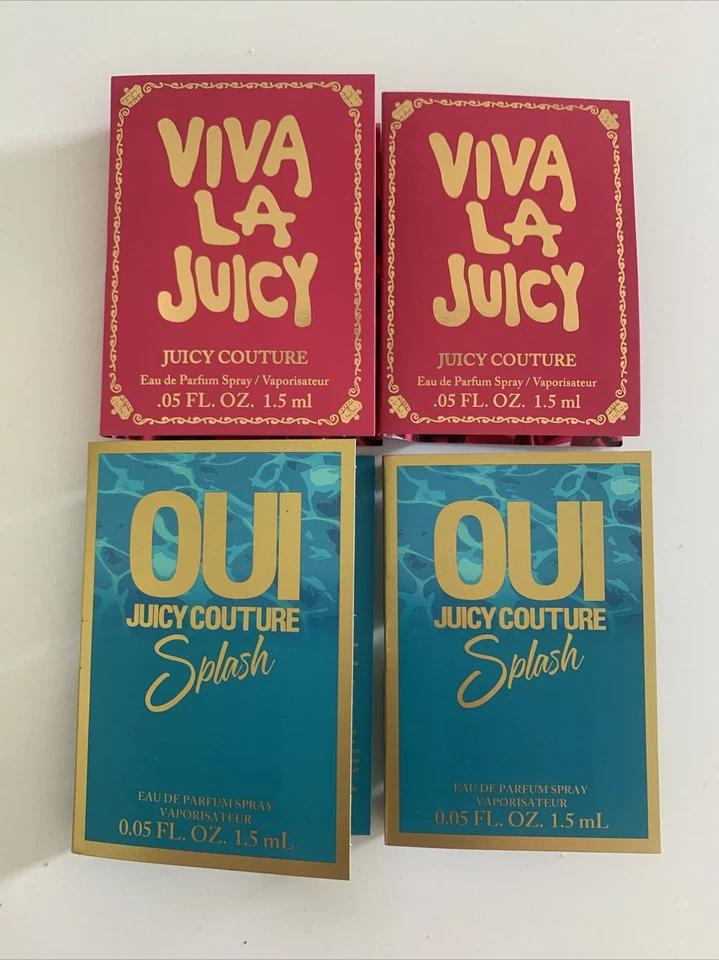 VIVA
LA
JUICY
JUICY COUTURE
Eau de Parfum Spray / Vaporisateur
.05 FL. OZ. 1.5 ml
VIVA
LA
JUICY
JUICY COUTURE
Eau de Parfum Spray / Vaporisateur
.05 FL. OZ. 1.5 ml
OUI
JUICY COUTURE
Splash
EAU DE PARFUM SPRAY
VAPORISATEUR
0.05 FL. OZ. 1.5 mL
OUI
JUICY COUTURE
Splash
EAU DE PARFUM SPRAY
VAPORISATEUR
0.05 FL. OZ. 1.5 mL